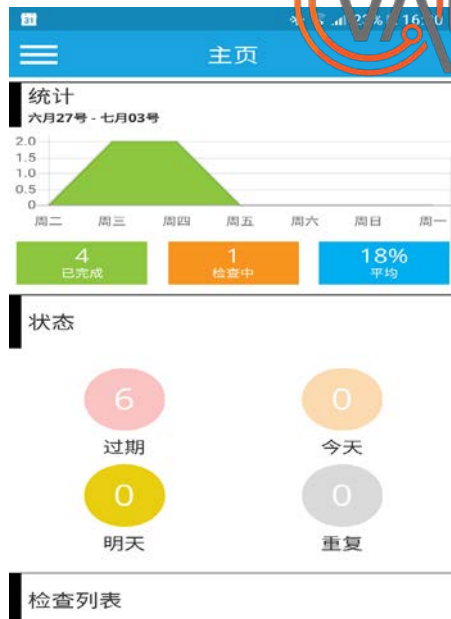 31
主页
统计
六月27号 - 七月03号
2.0
1.5
1.0
0.5
0
周二 周三 周四 周五 周六 周日 周一
4 1 18%
已完成 检查中 平均
状态
6 0
过期 今天
0 0
明天 重复
检查列表